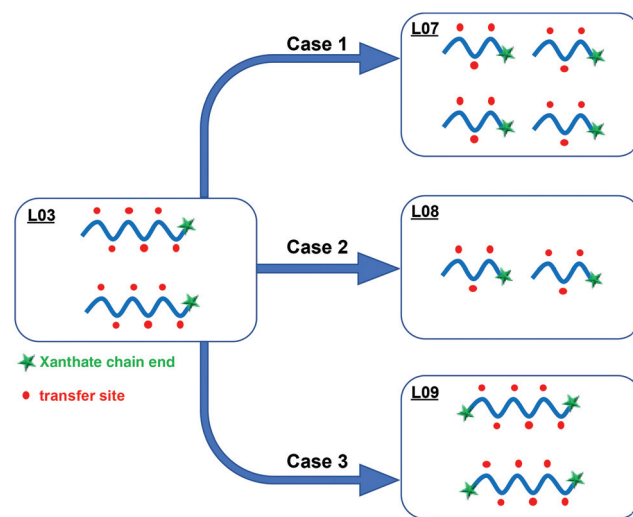 Case 1
L07
L03
Case 2
L08
Xanthate chain end
transfer site
Case 3
L09